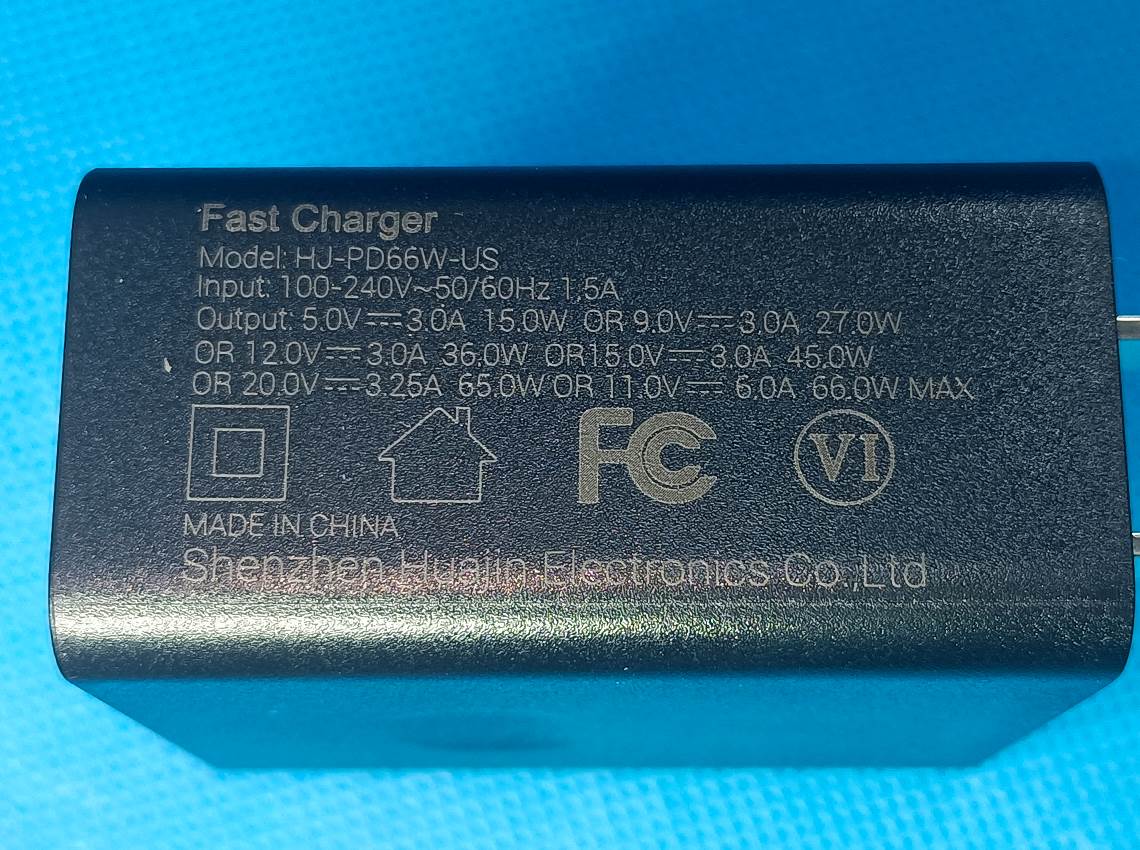 Fast Charger
Model: HJ-PD66W-US
Input: 100-240V~50/60Hz 1.5A
Output: 5.0V⎓3.0A 15.0W OR 9.0V⎓3.0A 27.0W
OR 12.0V⎓3.0A 36.0W OR15.0V⎓3.0A 45.0W
OR 20.0V⎓3.25A 65.0W OR 11.0V⎓ 6.0A 66.0W MAX
FC VI
MADE IN CHINA
Shenzhen Huajin Electronics Co.,Ltd